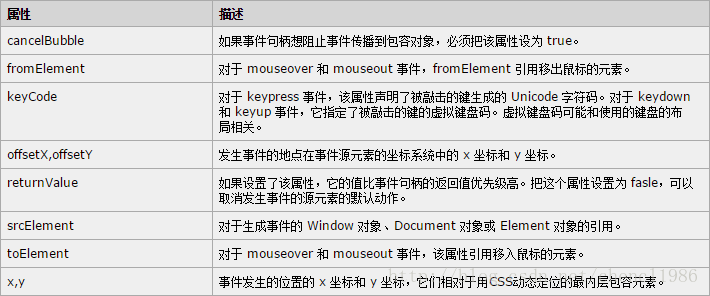 属性 描述
cancelBubble 如果事件句柄想阻止事件传播到包容对象，必须把该属性设为 true。
fromElement 对于 mouseover 和 mouseout 事件，fromElement 引用移出鼠标的元素。
keyCode 对于 keypress 事件，该属性声明了被敲击的键生成的 Unicode 字符码。对于 keydown
和 keyup 事件，它指定了被敲击的键的虚拟键盘码。虚拟键盘码可能和使用的键盘的布
局相关。
offsetX,offsetY 发生事件的地点在事件源元素的坐标系统中的 x 坐标和 y 坐标。
returnValue 如果设置了该属性，它的值比事件句柄的返回值优先级高。把这个属性设置为 fasle，可以
取消发生事件的源元素的默认动作。
srcElement 对于生成事件的 Window 对象、Document 对象或 Element 对象的引用。
toElement 对于 mouseover 和 mouseout 事件，该属性引用移入鼠标的元素。
x,y 事件发生的位置的 x 坐标和 y 坐标，它们相对于用CSS动态定位的最内层包容元素。